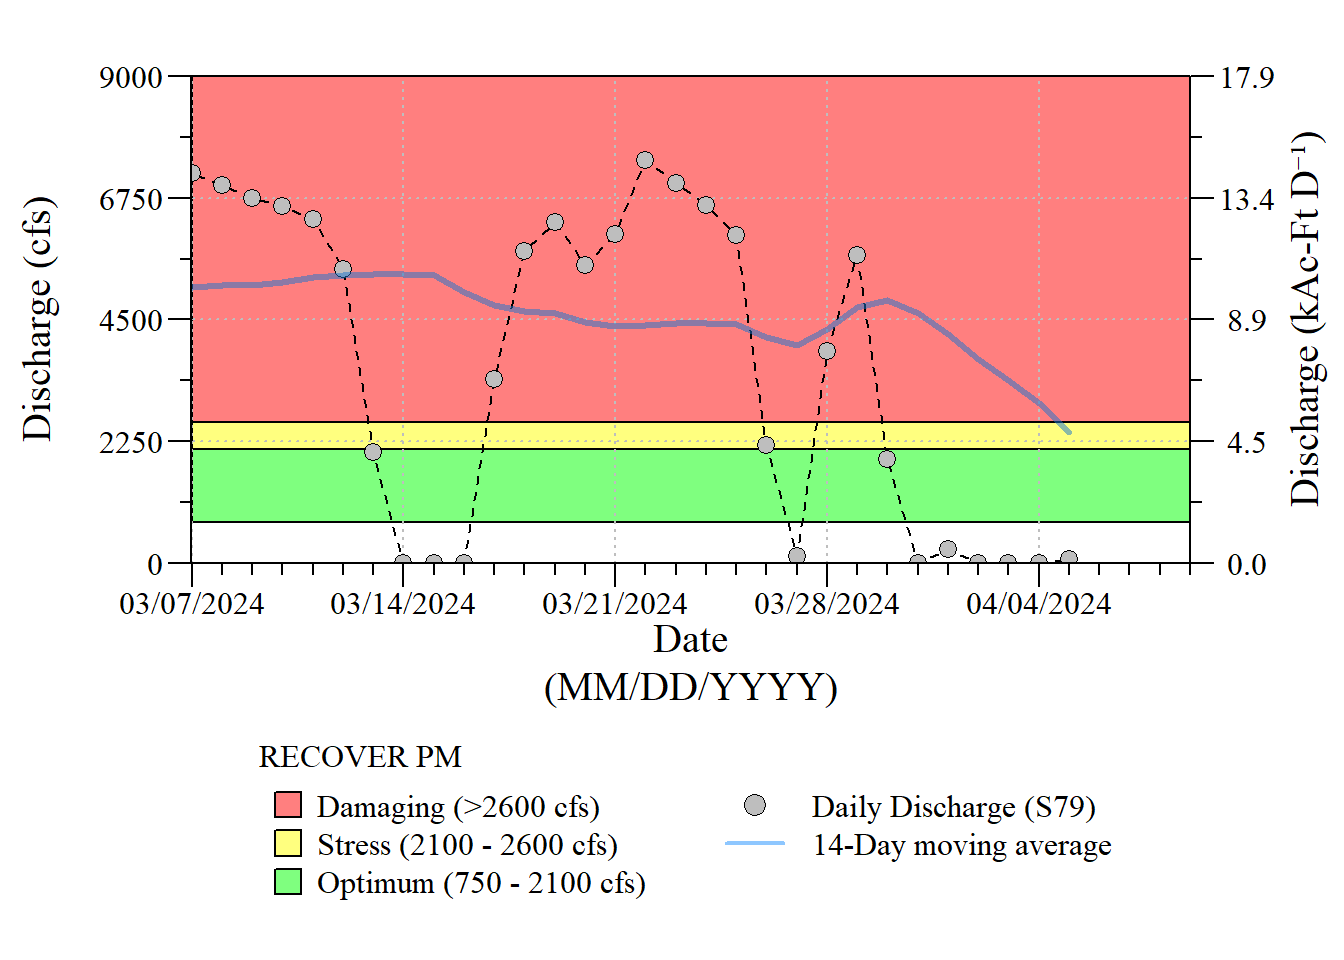 9000
6750
4500
2250
0
Discharge (cfs)
17.9
13.4
8.9
4.5
0.0
Discharge (kAc-Ft D⁻¹)
03/07/2024 03/14/2024 03/21/2024 03/28/2024 04/04/2024
Date
(MM/DD/YYYY)
RECOVER PM
Damaging (>2600 cfs)
Stress (2100 - 2600 cfs)
Optimum (750 - 2100 cfs)
Daily Discharge (S79)
14-Day moving average